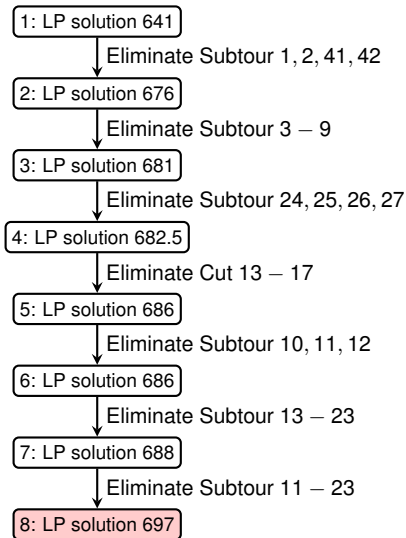 1: LP solution 641
Eliminate Subtour 1, 2, 41, 42
2: LP solution 676
Eliminate Subtour 3 − 9
3: LP solution 681
Eliminate Subtour 24, 25, 26, 27
4: LP solution 682.5
Eliminate Cut 13 − 17
5: LP solution 686
Eliminate Subtour 10, 11, 12
6: LP solution 686
Eliminate Subtour 13 − 23
7: LP solution 688
Eliminate Subtour 11 − 23
8: LP solution 697